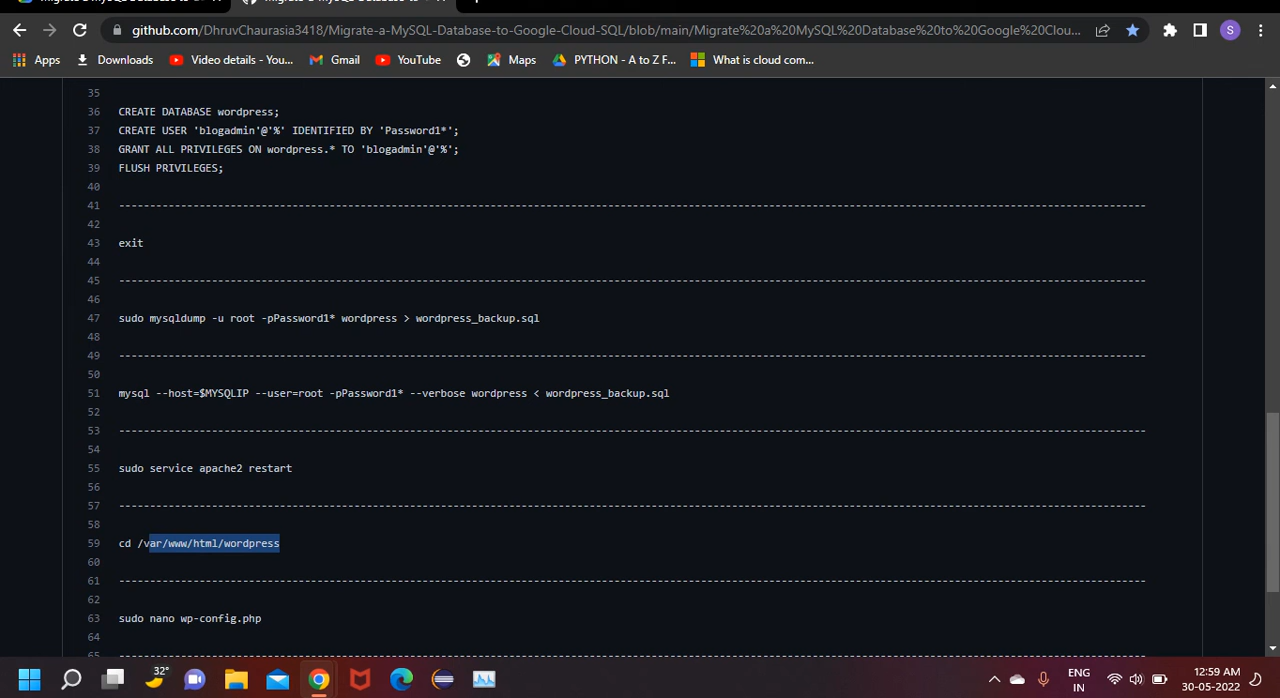 github.com/DhruvChaurasia3418/Migrate-a-MySQL-Database-to-Google-Cloud-SQL/blob/main/Migrate%20a%20MySQL%20Database%20to%20Google%20Clou...
S
Apps
Downloads
Video details - You...
Gmail
YouTube
Maps
PYTHON - A to Z F...
What is cloud com...
35
36 CREATE DATABASE wordpress;
37 CREATE USER 'blogadmin'@'%' IDENTIFIED BY 'Password1*';
38 GRANT ALL PRIVILEGES ON wordpress.* TO 'blogadmin'@'%';
39 FLUSH PRIVILEGES;
40
41 ----------------------------------------------------------------------------------------------------
42
43 exit
44
45 ----------------------------------------------------------------------------------------------------
46
47 sudo mysqldump -u root -pPassword1* wordpress > wordpress_backup.sql
48
49 ----------------------------------------------------------------------------------------------------
50
51 mysql --host=$MYSQLIP --user=root -pPassword1* --verbose wordpress < wordpress_backup.sql
52
53 ----------------------------------------------------------------------------------------------------
54
55 sudo service apache2 restart
56
57 ----------------------------------------------------------------------------------------------------
58
59 cd /var/www/html/wordpress
60
61 ----------------------------------------------------------------------------------------------------
62
63 sudo nano wp-config.php
64
65 ----------------------------------------------------------------------------------------------------
32°
ENG
IN
12:59 AM
30-05-2022